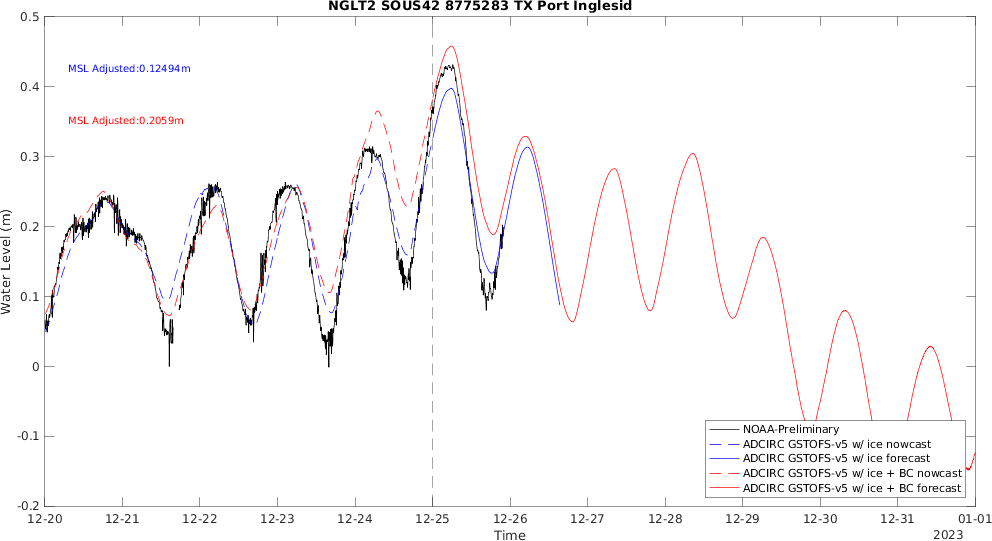 NGLT2 SOUS42 8775283 TX Port Inglesid
MSL Adjusted:0.12494m
MSL Adjusted:0.2059m
Water Level (m)
0.5
0.4
0.3
0.2
0.1
0
-0.1
-0.2
NOAA-Preliminary
ADCIRC GSTOFS-v5 w/ ice nowcast
ADCIRC GSTOFS-v5 w/ ice forecast
ADCIRC GSTOFS-v5 w/ ice + BC nowcast
ADCIRC GSTOFS-v5 w/ ice + BC forecast
12-20 12-21 12-22 12-23 12-24 12-25 12-26 12-27 12-28 12-29 12-30 12-31 01-01
Time
2023